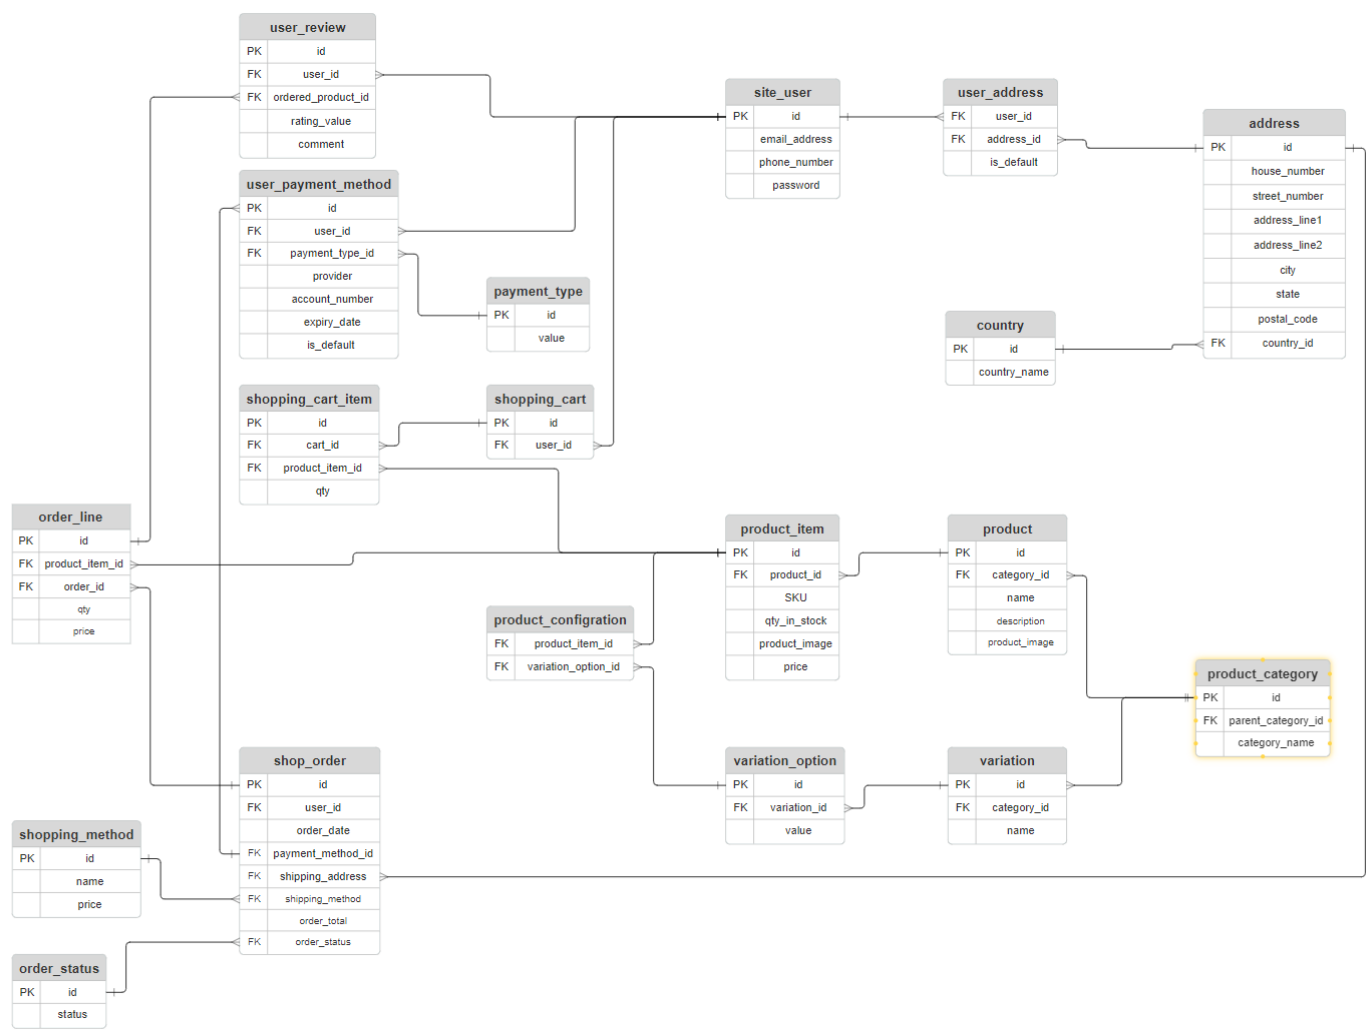 user_review
PK id
FK user_id
FK ordered_product_id
rating_value
comment
user_payment_method
PK id
FK user_id
FK payment_type_id
provider
account_number
expiry_date
is_default
payment_type
PK id
value
site_user
PK id
email_address
phone_number
password
user_address
FK user_id
FK address_id
is_default
address
PK id
house_number
street_number
address_line1
address_line2
city
state
postal_code
FK country_id
country
PK id
country_name
shopping_cart_item
PK id
FK cart_id
FK product_item_id
qty
shopping_cart
PK id
FK user_id
order_line
PK id
FK product_item_id
FK order_id
qty
price
product_item
PK id
FK product_id
SKU
qty_in_stock
product_image
price
product
PK id
FK category_id
name
description
product_image
product_configration
FK product_item_id
FK variation_option_id
product_category
PK id
FK parent_category_id
category_name
shop_order
PK id
FK user_id
order_date
FK payment_method_id
FK shipping_address
FK shipping_method
order_total
FK order_status
variation_option
PK id
FK variation_id
value
variation
PK id
FK category_id
name
shopping_method
PK id
name
price
order_status
PK id
status